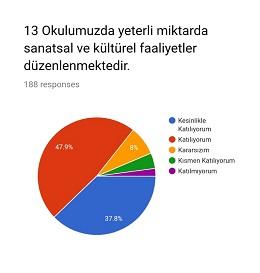 13 Okulumuzda yeterli miktarda
sanatsal ve kültürel faaliyetler
düzenlenmektedir.
188 responses
Kesinlikle
Katılıyorum
Katılıyorum
Kararsızım
Kısmen Katılıyorum
Katılmıyorum
47.9%
8%
37.8%